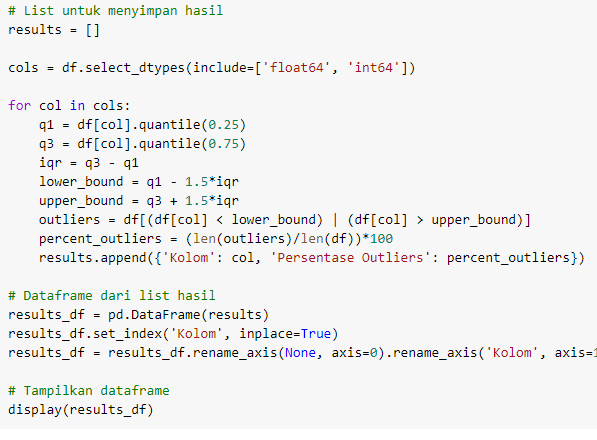 # List untuk menyimpan hasil
results = []
cols = df.select_dtypes(include=['float64', 'int64'])
for col in cols:
    q1 = df[col].quantile(0.25)
    q3 = df[col].quantile(0.75)
    iqr = q3 - q1
    lower_bound = q1 - 1.5*iqr
    upper_bound = q3 + 1.5*iqr
    outliers = df[(df[col] < lower_bound) | (df[col] > upper_bound)]
    percent_outliers = (len(outliers)/len(df))*100
    results.append({'Kolom': col, 'Persentase Outliers': percent_outliers})
# Dataframe dari list hasil
results_df = pd.DataFrame(results)
results_df.set_index('Kolom', inplace=True)
results_df = results_df.rename_axis(None, axis=0).rename_axis('Kolom', axis=1
# Tampilkan dataframe
display(results_df)